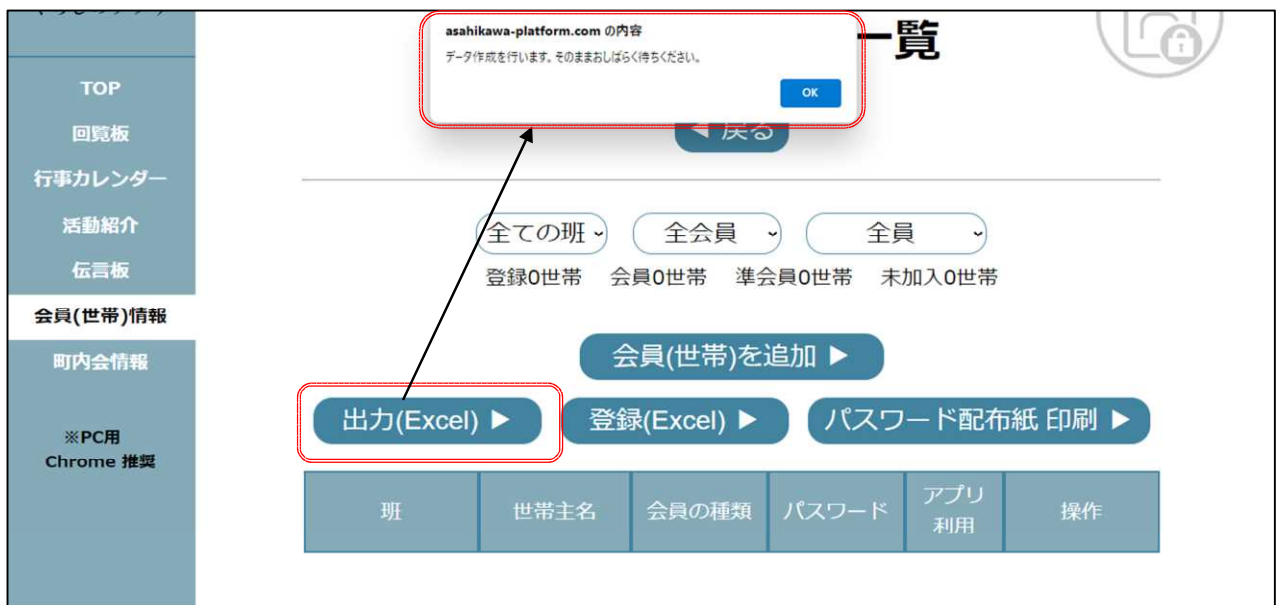 asahikawa-platform.com の内容
データ作成を行います。そのままおしばらく待ちください。
OK
一覧
◀ 戻る
TOP
回覧板
行事カレンダー
活動紹介
伝言板
会員(世帯)情報
町内会情報
※PC用
Chrome 推奨
全ての班 全会員 全員
登録0世帯 会員0世帯 準会員0世帯 未加入0世帯
会員(世帯)を追加 ▶
出力(Excel) ▶ 登録(Excel) ▶ パスワード配布紙 印刷 ▶
班 世帯主名 会員の種類 パスワード アプリ利用 操作